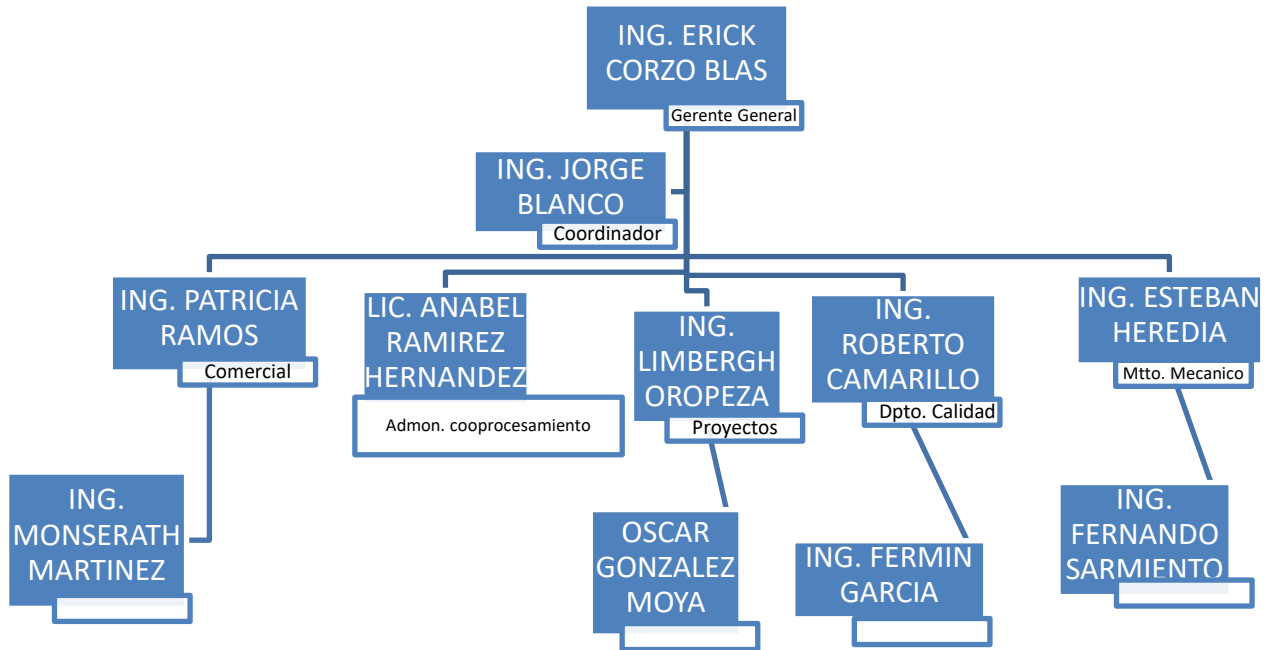 ING. ERICK
CORZO BLAS
Gerente General
ING. JORGE
BLANCO
Coordinador
ING. PATRICIA
RAMOS
Comercial
LIC. ANABEL
RAMIREZ
HERNANDEZ
Admon. cooprocesamiento
ING.
LIMBERGH
OROPEZA
Proyectos
ING.
ROBERTO
CAMARILLO
Dpto. Calidad
ING. ESTEBAN
HEREDIA
Mtto. Mecanico
ING.
MONSERATH
MARTINEZ
OSCAR
GONZALEZ
MOYA
ING. FERMIN
GARCIA
ING.
FERNANDO
SARMIENTO